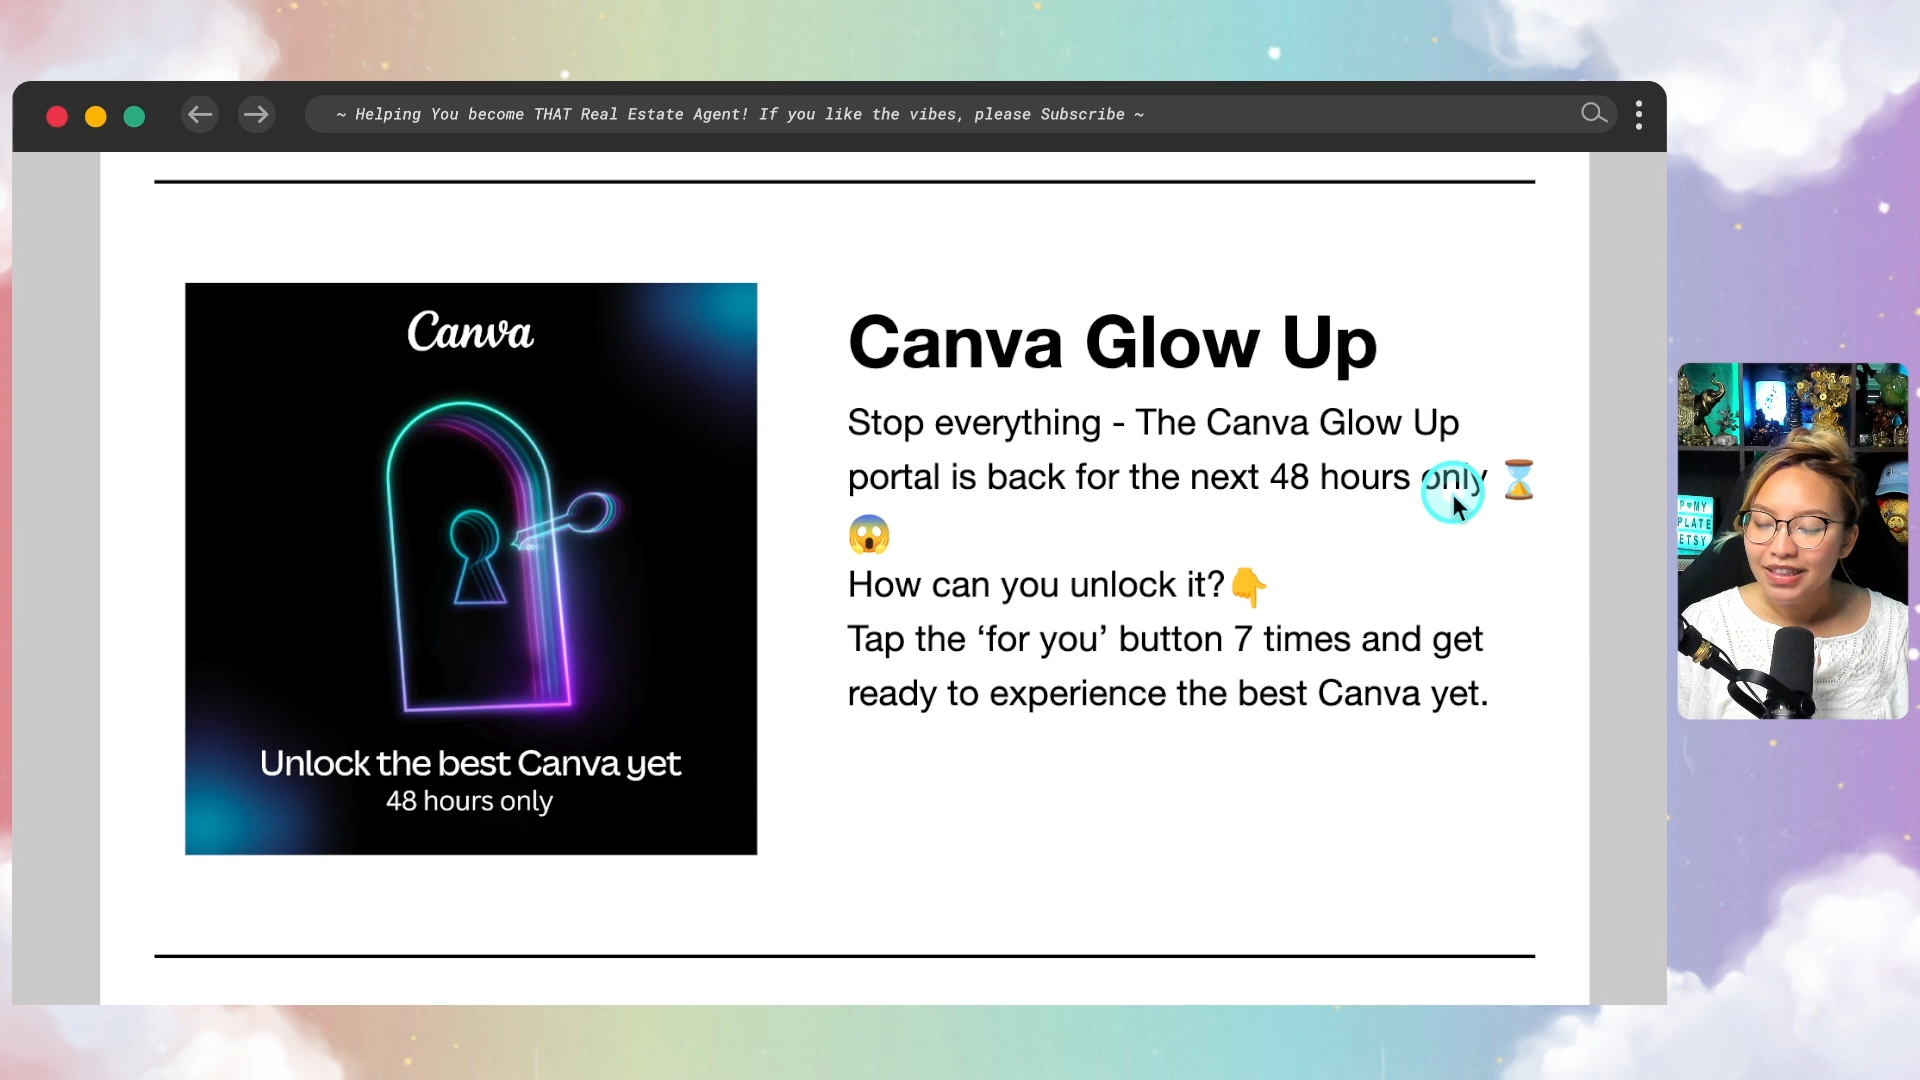 ~ Helping You become THAT Real Estate Agent! If you like the vibes, please Subscribe ~
Canva
Unlock the best Canva yet
48 hours only
Canva Glow Up
Stop everything - The Canva Glow Up
portal is back for the next 48 hours only ⌛
😱
How can you unlock it?👇
Tap the ‘for you’ button 7 times and get
ready to experience the best Canva yet.
P♥MY
PLATE
ETSY